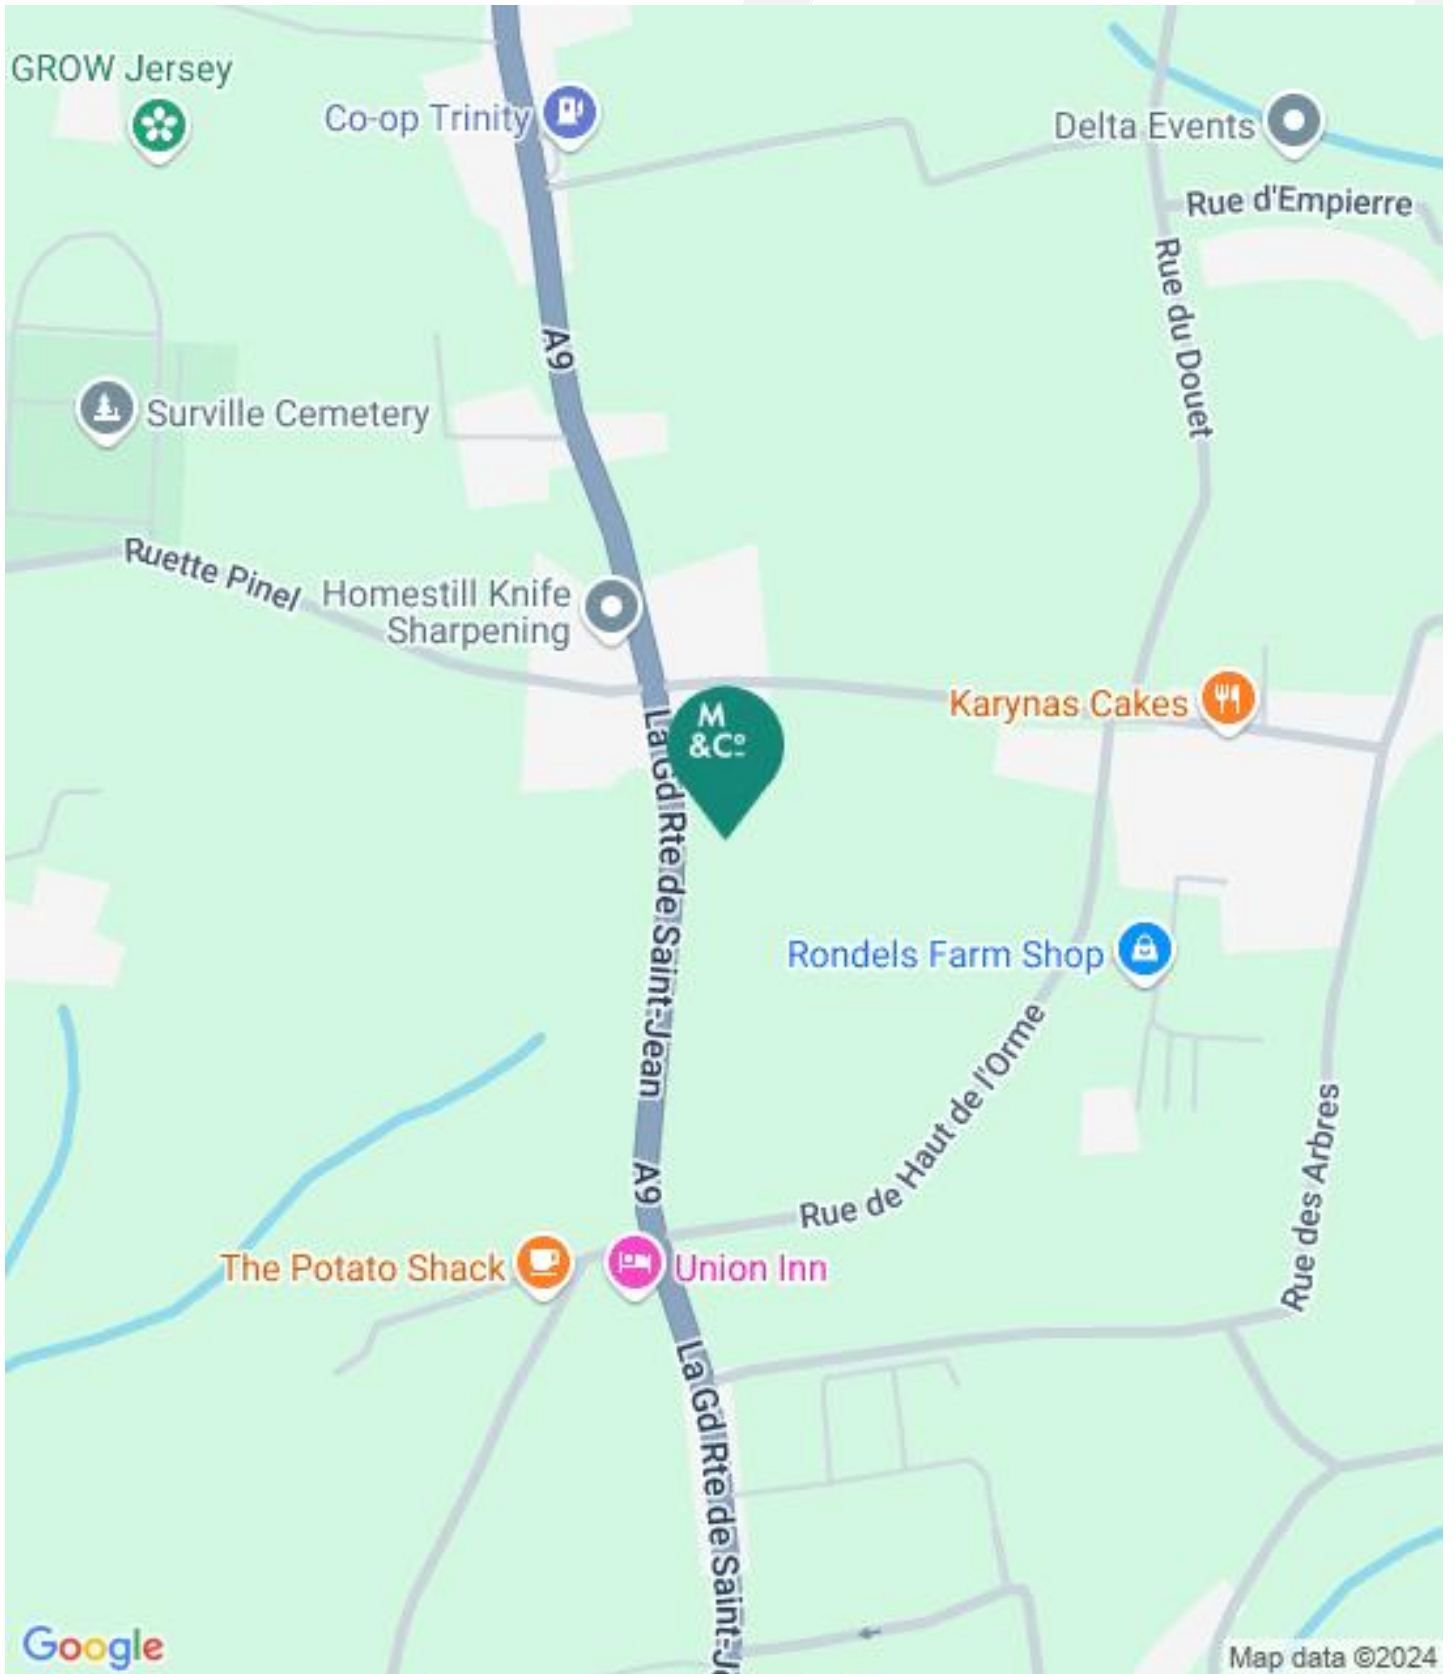 GROW Jersey
Co-op Trinity
Delta Events
Rue d'Empierre
Rue du Douet
A9
Surville Cemetery
Ruette Pinel
Homestill Knife
Sharpening
Karynas Cakes
M
&Cº
La Gd Rte de Saint-Jean
Rondels Farm Shop
Rue de Haut de l'Orme
Rue des Arbres
A9
The Potato Shack
Union Inn
La Gd Rte de Saint-Je
Google
Map data ©2024